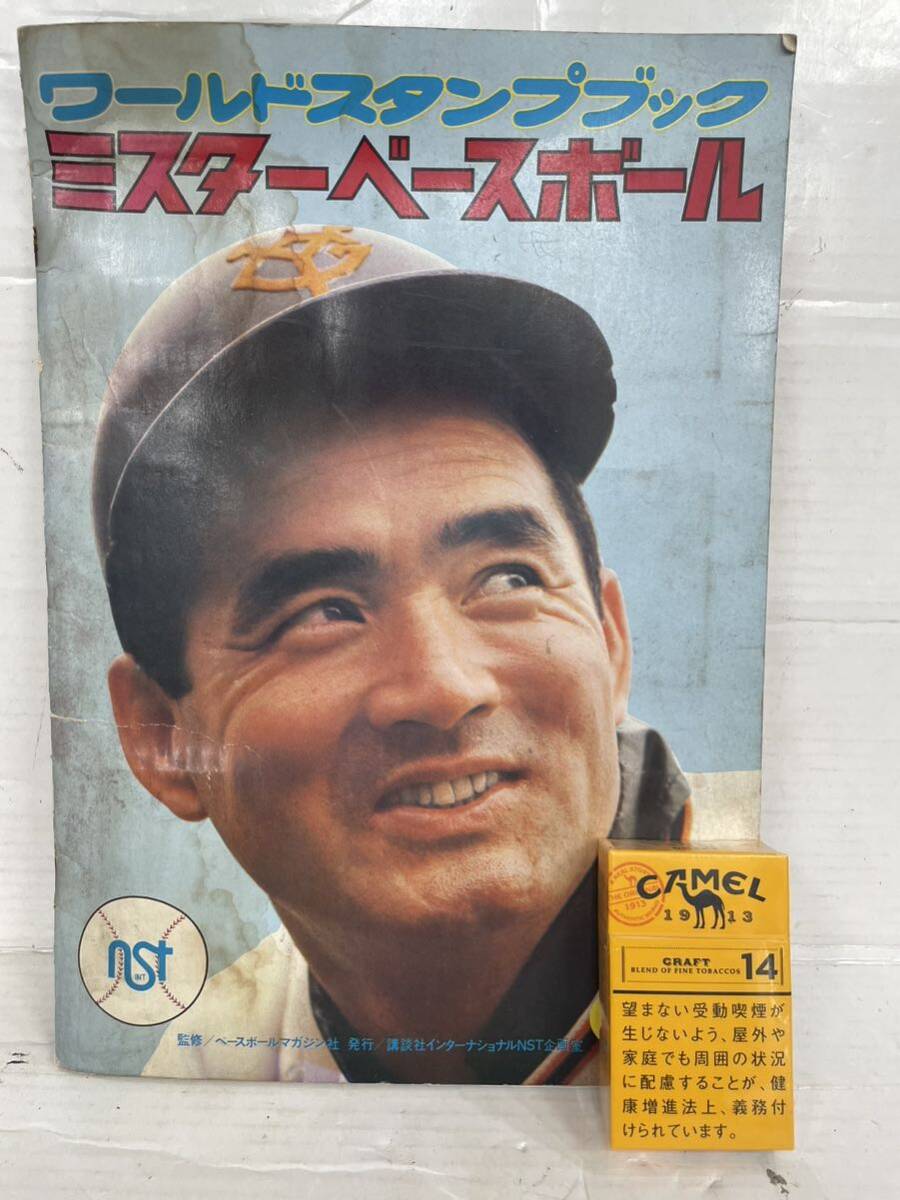 ワールドスタンプブック
ミスターベースボール
nst
INT
監修/ベースボールマガジン社 発行/講談社インターナショナルNST企画室
CAMEL
1913
1913
CRAFT
BLEND OF FINE TOBACCOS 14
望まない受動喫煙が
生じないよう、屋外や
家庭でも周囲の状況
に配慮することが、健
康増進法上、義務付
けられています。